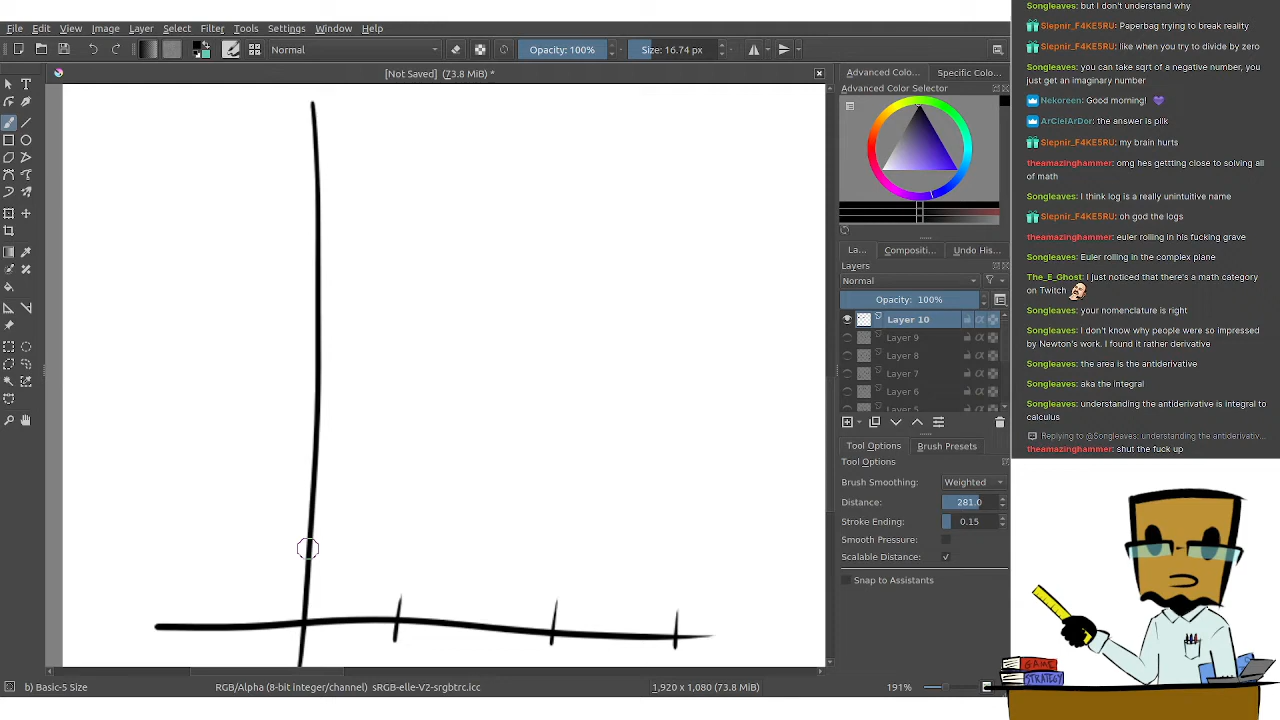 File Edit View Image Layer Select Filter Tools Settings Window Help
Normal
Opacity: 100%
Size: 16.74 px
[Not Saved] (73.8 MiB) *
Advanced Colo...
Specific Colo...
Advanced Color Selector
La...
Compositi...
Undo His...
Layers
Normal
Opacity: 100%
Layer 10
Layer 9
Layer 8
Layer 7
Layer 6
Layer 5
Tool Options
Brush Presets
Tool Options
Brush Smoothing: Weighted
Distance: 281.0
Stroke Ending: 0.15
Smooth Pressure:
Scalable Distance:
Snap to Assistants
b) Basic-5 Size
RGB/Alpha (8-bit integer/channel) sRGB-elle-V2-srgbtrc.icc
1,920 x 1,080 (73.8 MiB)
191%
Songleaves: but I don't understand why
Slepnir_F4KE5RU: Paperbag trying to break reality
Slepnir_F4KE5RU: like when you try to divide by zero
Songleaves: you can take sqrt of a negative number, you
just get an imaginary number
Nekoreen: Good morning!
ArCielArDor: the answer is pilk
Slepnir_F4KE5RU: my brain hurts
theamazinghammer: omg hes gettting close to solving all
of math
Songleaves: I think log is a really unintuitive name
Slepnir_F4KE5RU: oh god the logs
theamazinghammer: euler rolling in his fucking grave
Songleaves: Euler rolling in the complex plane
The_E_Ghost: I just noticed that there's a math category
on Twitch
Songleaves: your nomenclature is right
Songleaves: I don't know why people were so impressed
by Newton's work. I found it rather derivative
Songleaves: the area is the antiderivative
Songleaves: aka the integral
Songleaves: understanding the antiderivative is integral to
calculus
Replying to @Songleaves: understanding the antiderivativ...
theamazinghammer: shut the fuck up
GAME
STRATEGY